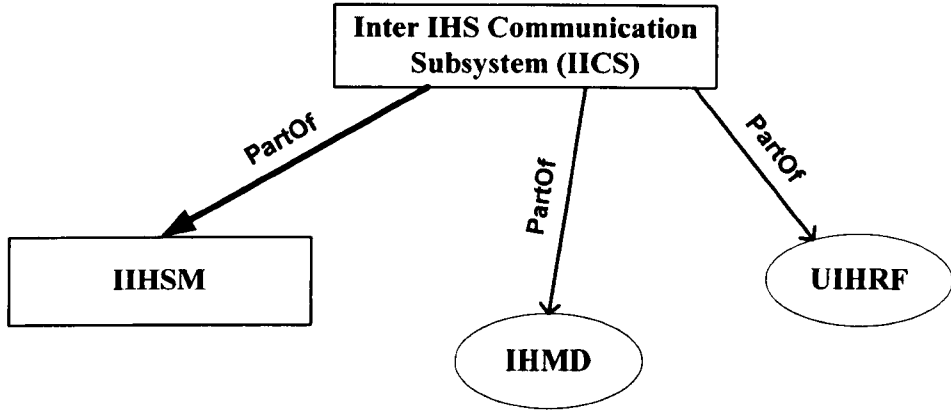 Inter IHS Communication
Subsystem (IICS)
PartOf
PartOf
PartOf
IIHSM
UIHRF
IHMD